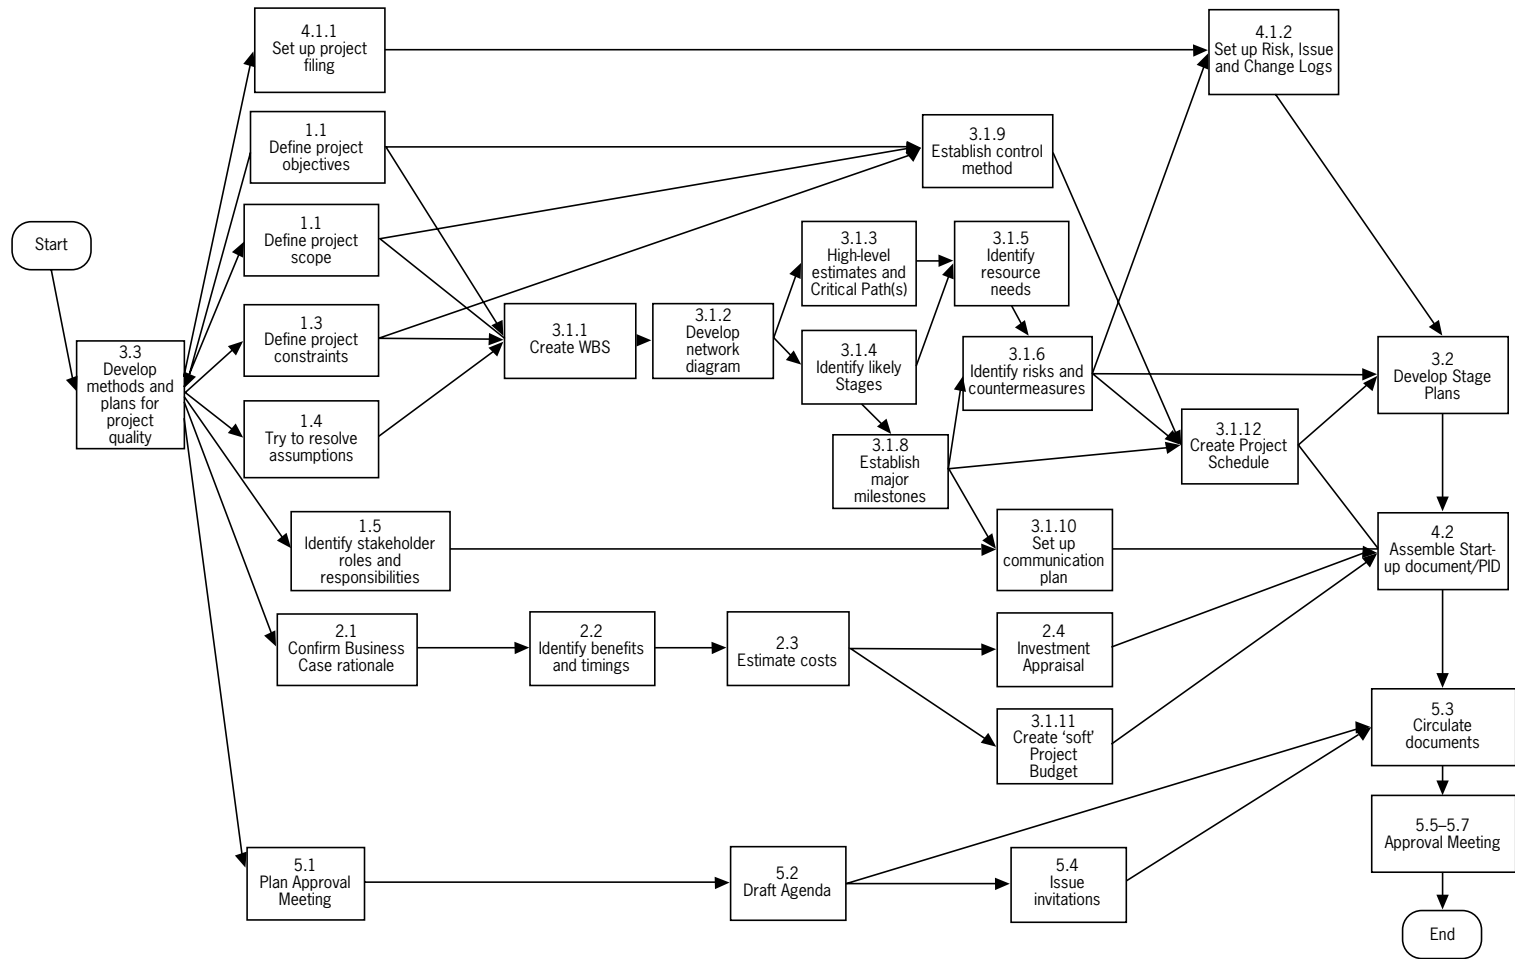 Start
3.3
Develop
methods and
plans for
project
quality
4.1.1
Set up project
filing
1.1
Define project
objectives
1.1
Define project
scope
1.3
Define project
constraints
1.4
Try to resolve
assumptions
1.5
Identify stakeholder
roles and
responsibilities
2.1
Confirm Business
Case rationale
5.1
Plan Approval
Meeting
3.1.1
Create WBS
2.2
Identify benefits
and timings
3.1.2
Develop
network
diagram
2.3
Estimate costs
5.2
Draft Agenda
3.1.3
High-level
estimates and
Critical Path(s)
3.1.4
Identify likely
Stages
3.1.8
Establish
major
milestones
3.1.9
Establish control
method
3.1.5
Identify
resource
needs
3.1.6
Identify risks and
countermeasures
3.1.10
Set up
communication
plan
2.4
Investment
Appraisal
3.1.11
Create ‘soft’
Project
Budget
5.4
Issue
invitations
4.1.2
Set up Risk, Issue
and Change Logs
3.1.12
Create Project
Schedule
3.2
Develop Stage
Plans
4.2
Assemble Start-
up document/PID
5.3
Circulate
documents
5.5–5.7
Approval Meeting
End